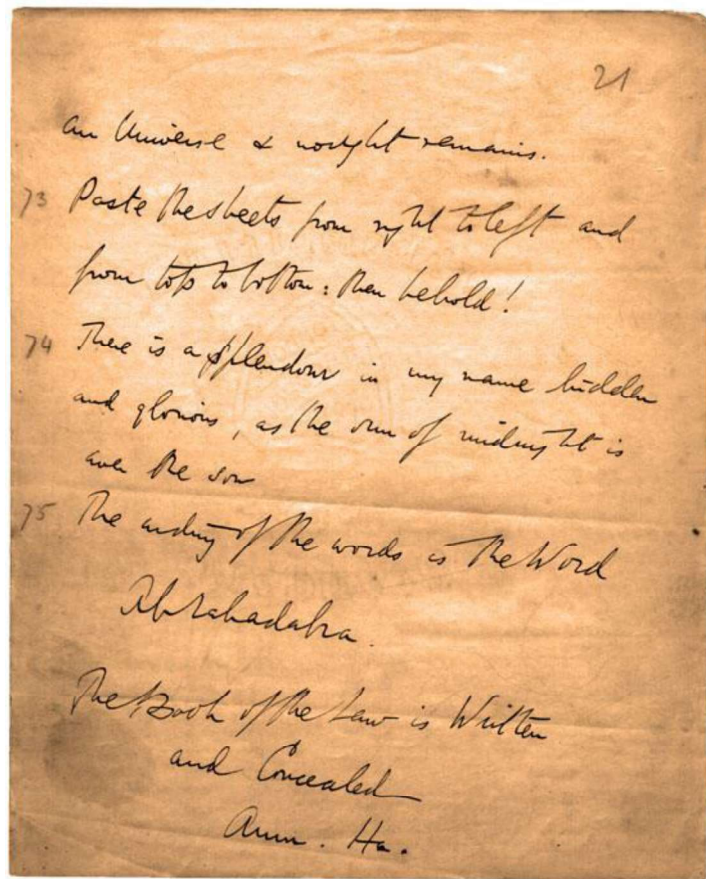 21
an Universe & nought remains.
73 Paste the sheets from right to left and
from top to bottom: then behold!
74 There is a splendour in my name hidden
and glorious, as the sun of midnight is
ever the son
75 The ending of the words is the Word
Abrahadabra.
The Book of the Law is Written
and Concealed
Aum. Ha.